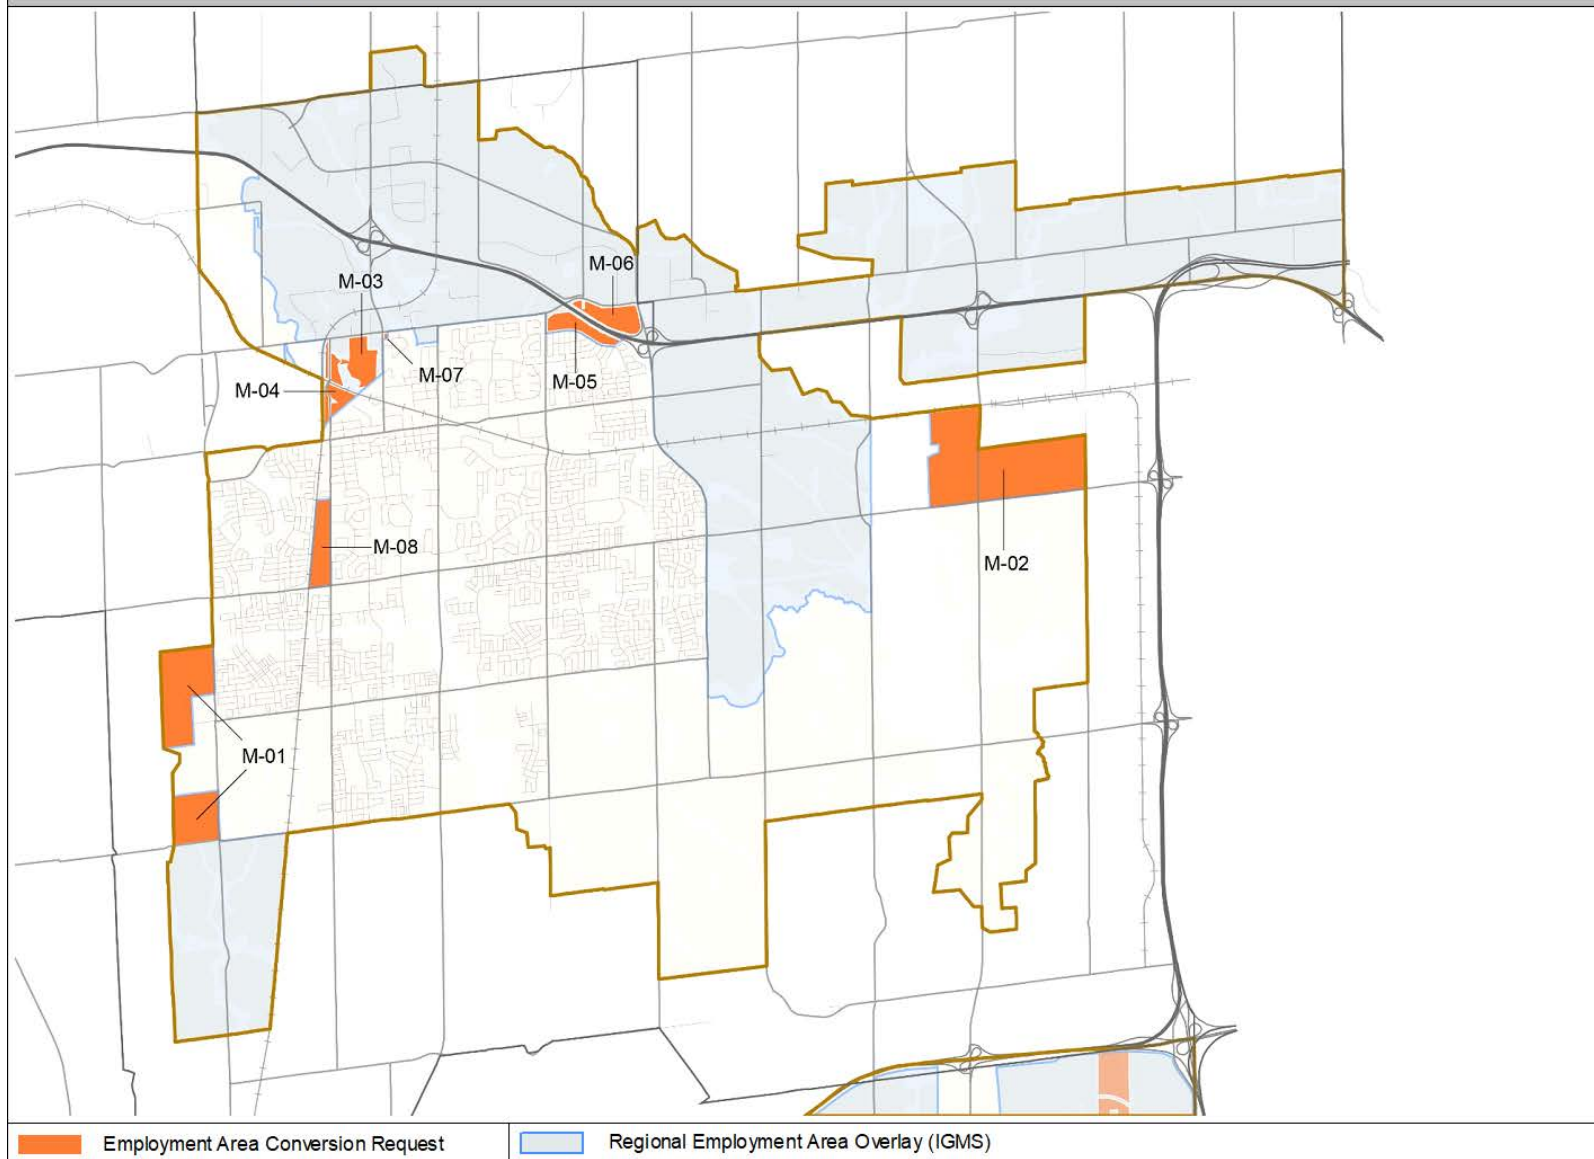 M-06
M-03
M-07
M-05
M-04
M-08
M-02
M-01
Employment Area Conversion Request
Regional Employment Area Overlay (IGMS)